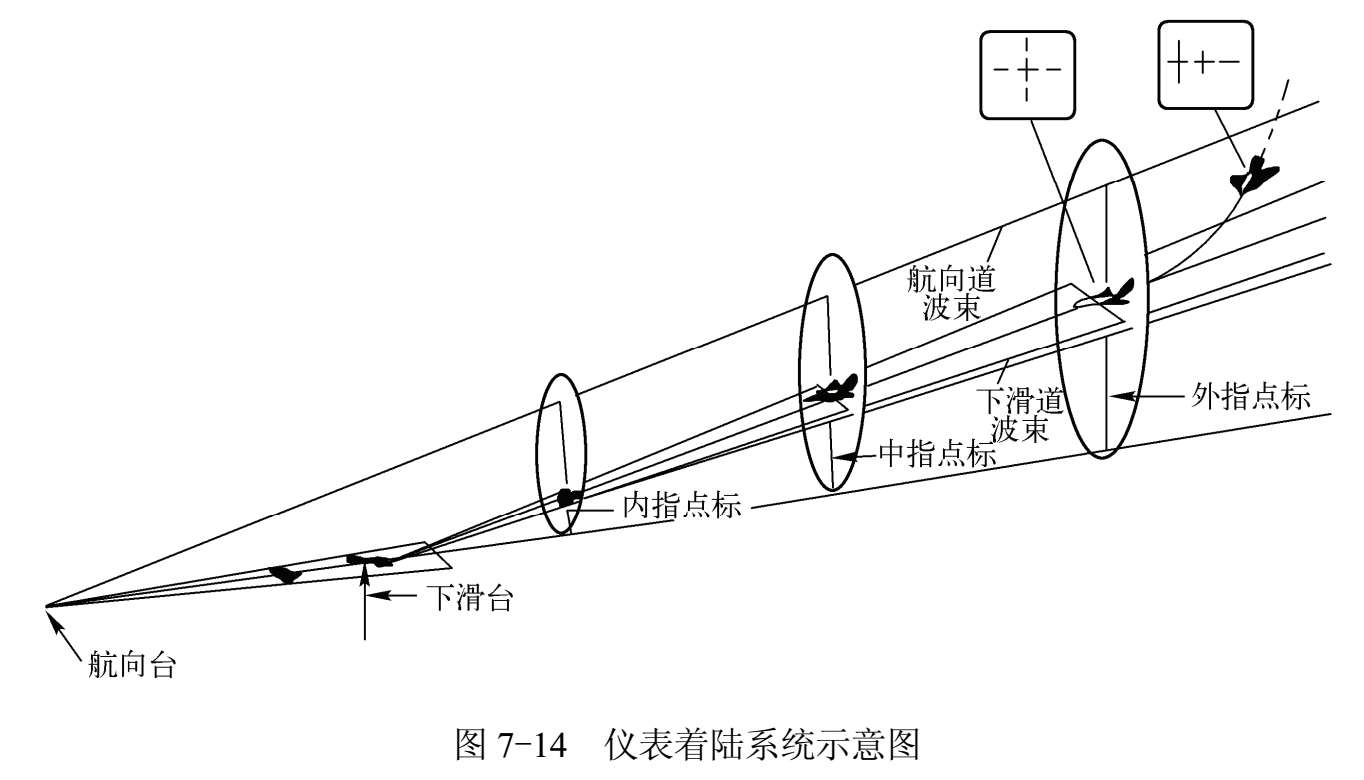 航向道
波束
下滑道
波束
外指点标
中指点标
内指点标
下滑台
航向台
图 7-14 仪表着陆系统示意图